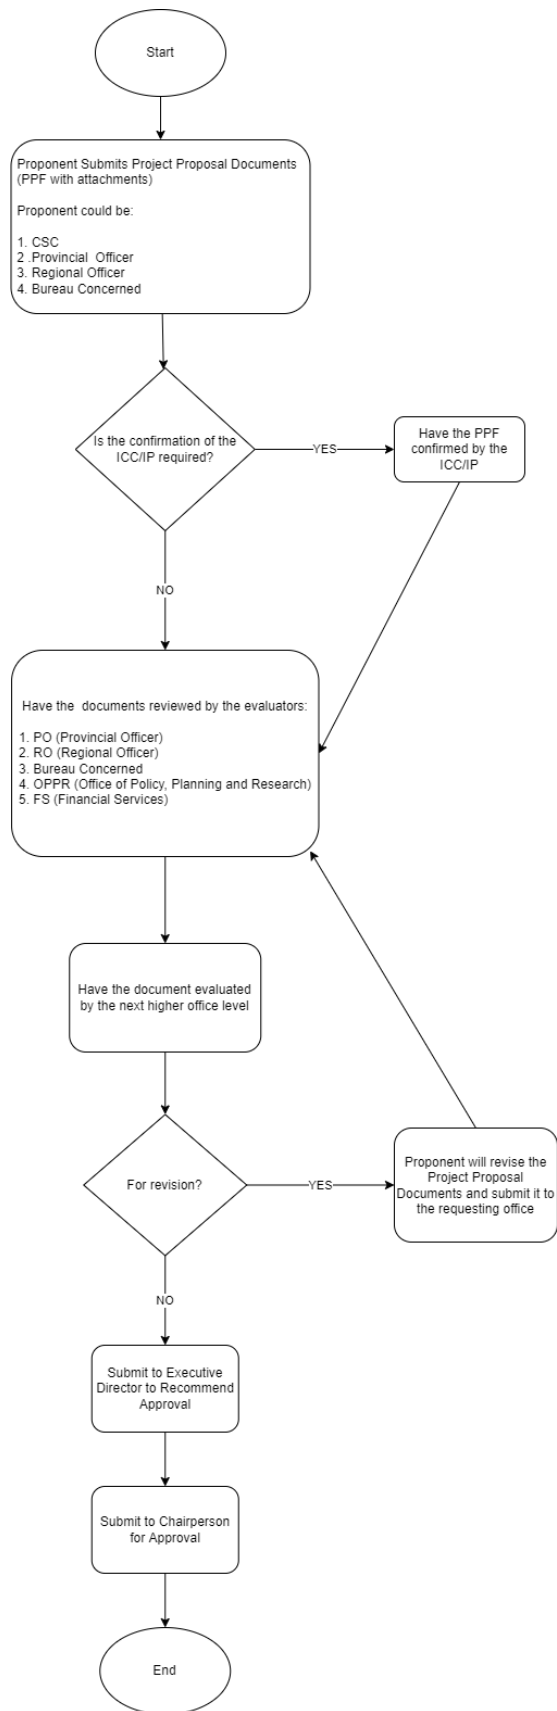 Start
Proponent Submits Project Proposal Documents
(PPF with attachments)
Proponent could be:
1. CSC
2 .Provincial  Officer
3. Regional Officer
4. Bureau Concerned
Is the confirmation of the
ICC/IP required?
YES
Have the PPF
confirmed by the
ICC/IP
NO
Have the  documents reviewed by the evaluators:
1. PO (Provincial Officer)
2. RO (Regional Officer)
3. Bureau Concerned
4. OPPR (Office of Policy, Planning and Research)
5. FS (Financial Services)
Have the document evaluated
by the next higher office level
For revision?
YES
Proponent will revise the
Project Proposal
Documents and submit it to
the requesting office
NO
Submit to Executive
Director to Recommend
Approval
Submit to Chairperson
for Approval
End